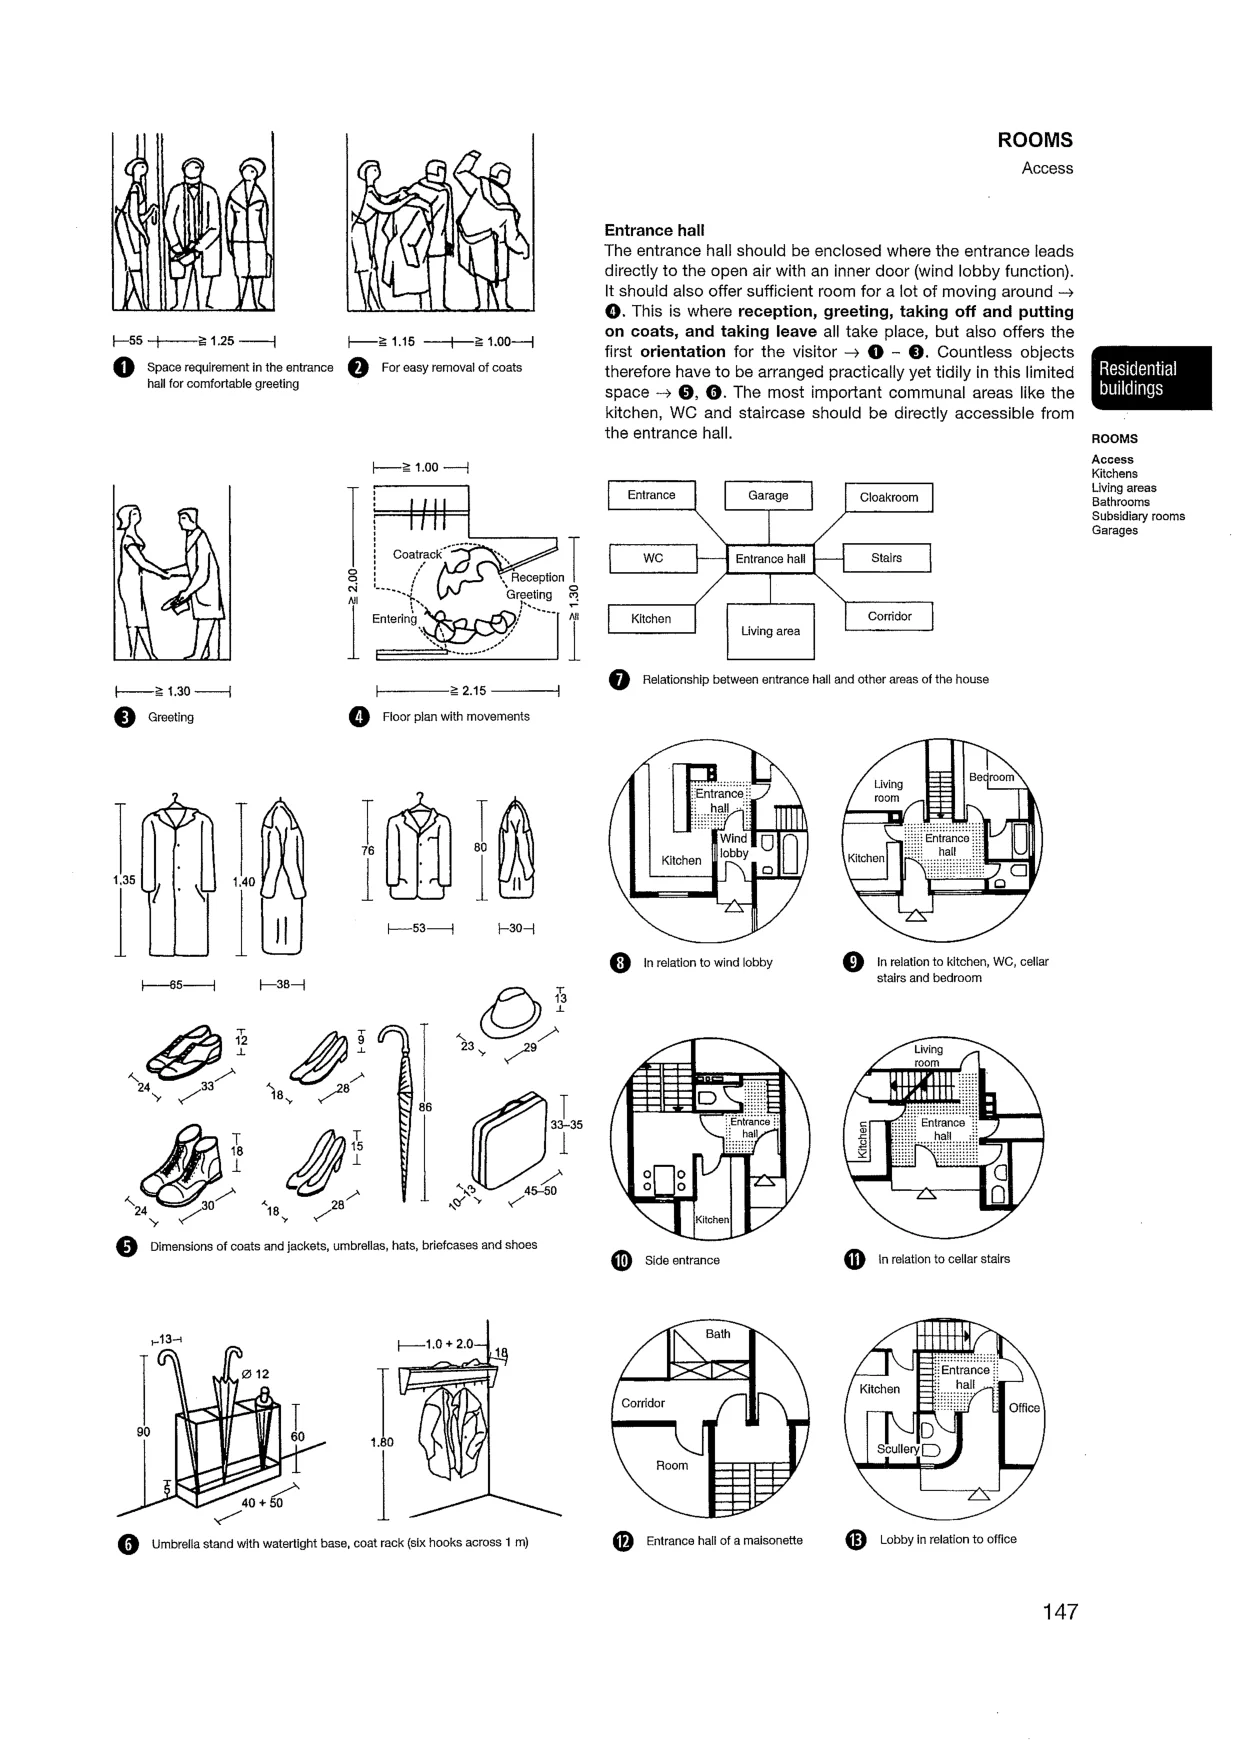 ROOMS
Access
Entrance hall
The entrance hall should be enclosed where the entrance leads
directly to the open air with an inner door (wind lobby function).
It should also offer sufficient room for a lot of moving around →
❹. This is where reception, greeting, taking off and putting
on coats, and taking leave all take place, but also offers the
first orientation for the visitor → ❶ – ❸. Countless objects
therefore have to be arranged practically yet tidily in this limited
space → ❺, ❻. The most important communal areas like the
kitchen, WC and staircase should be directly accessible from
the entrance hall.
Residential
buildings
ROOMS
Access
Kitchens
Living areas
Bathrooms
Subsidiary rooms
Garages
55
≧ 1.25
❶ Space requirement in the entrance
hall for comfortable greeting
≧ 1.15
≧ 1.00
❷ For easy removal of coats
≧ 1.30
❸ Greeting
≧ 1.00
≧ 2.00
Coatrack
Reception
Greeting
Entering
≧ 1.30
≧ 2.15
❹ Floor plan with movements
1.35
1.40
76
80
53
30
65
38
13
23
29
12
24
33
9
18
28
86
33–35
10–13
45–50
18
24
30
15
18
28
❺ Dimensions of coats and jackets, umbrellas, hats, briefcases and shoes
13
Ø 12
90
60
5
40 + 50
1.0 + 2.0
18
1.80
❻ Umbrella stand with watertight base, coat rack (six hooks across 1 m)
Entrance
Garage
Cloakroom
WC
Entrance hall
Stairs
Kitchen
Living area
Corridor
❼ Relationship between entrance hall and other areas of the house
Entrance
hall
Wind
lobby
Kitchen
❽ In relation to wind lobby
Living
room
Bedroom
Entrance
hall
Kitchen
❾ In relation to kitchen, WC, cellar
stairs and bedroom
Entrance
hall
Kitchen
❿ Side entrance
Living
room
Entrance
hall
Kitchen
⓫ In relation to cellar stairs
Bath
Corridor
Room
⓬ Entrance hall of a maisonette
Entrance
hall
Kitchen
Office
Scullery
⓭ Lobby in relation to office
147